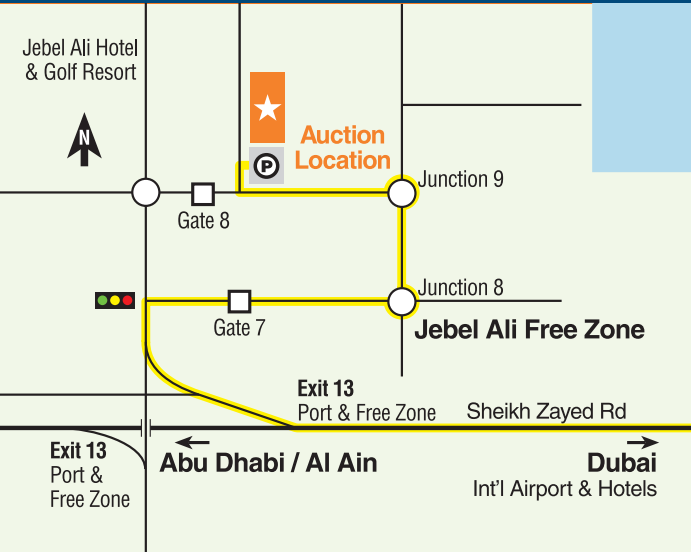 Jebel Ali Hotel
& Golf Resort
N
Auction
Location
P
Junction 9
Gate 8
Junction 8
Gate 7
Jebel Ali Free Zone
Exit 13
Port & Free Zone
Sheikh Zayed Rd
Exit 13
Port &
Free Zone
Abu Dhabi / Al Ain
Dubai
Int'l Airport & Hotels